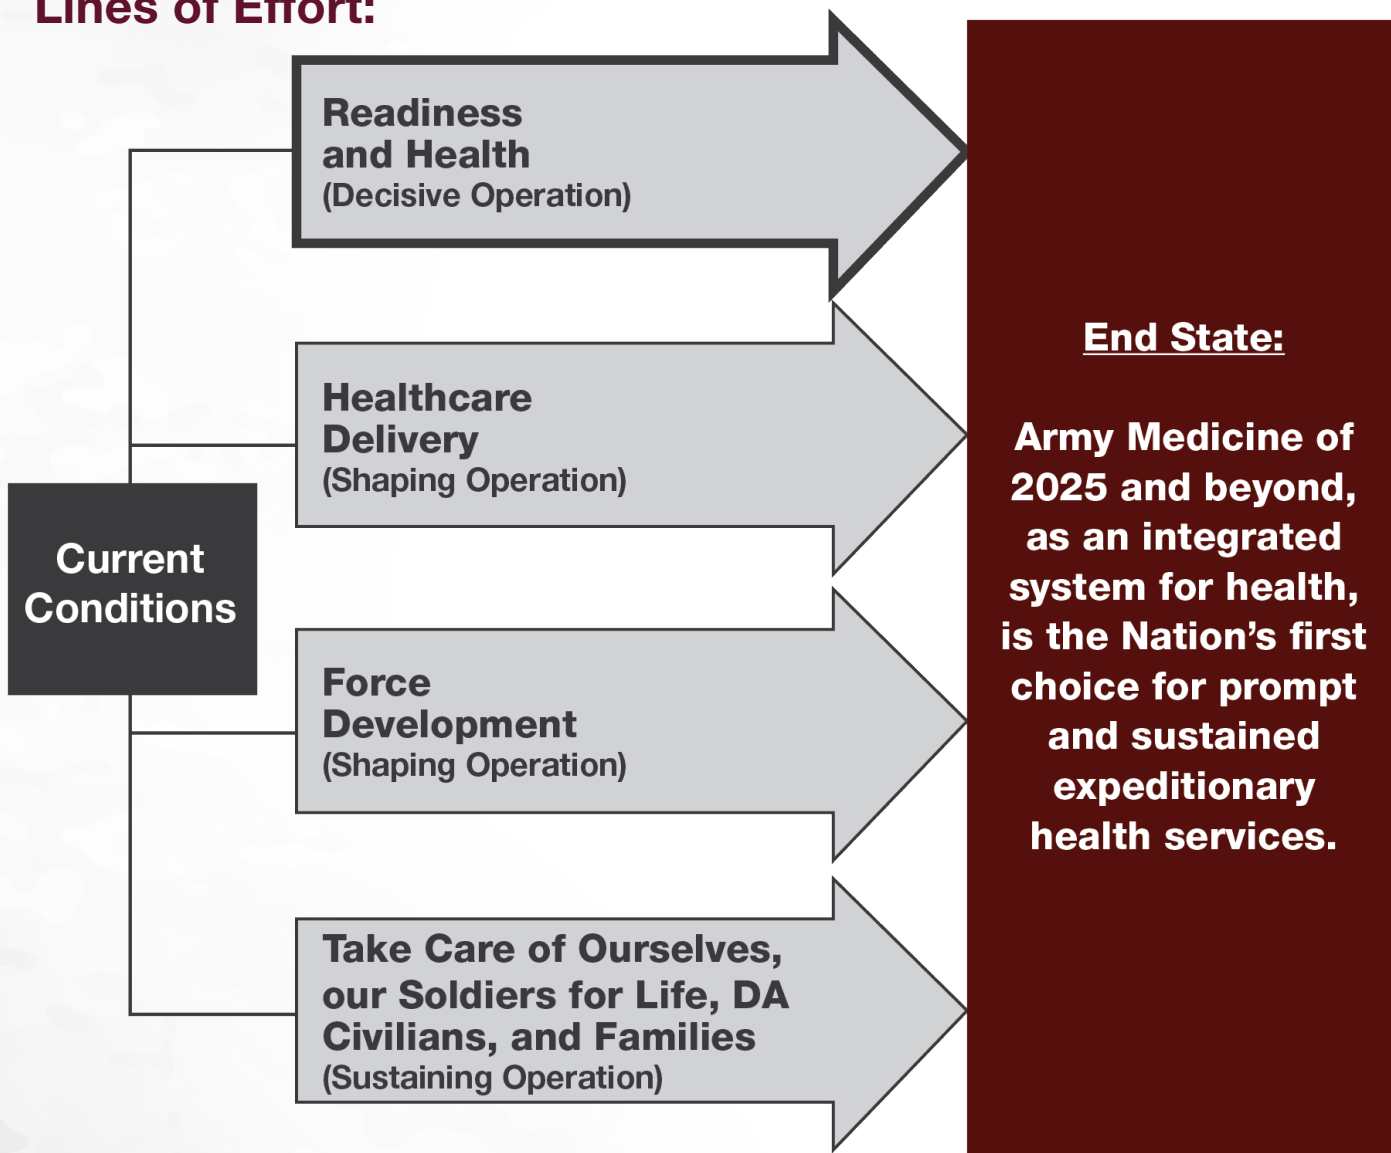 Lines of Effort:
Readiness
and Health
(Decisive Operation)
Healthcare
Delivery
(Shaping Operation)
Current
Conditions
Force
Development
(Shaping Operation)
Take Care of Ourselves,
our Soldiers for Life, DA
Civilians, and Families
(Sustaining Operation)
End State:
Army Medicine of
2025 and beyond,
as an integrated
system for health,
is the Nation’s first
choice for prompt
and sustained
expeditionary
health services.